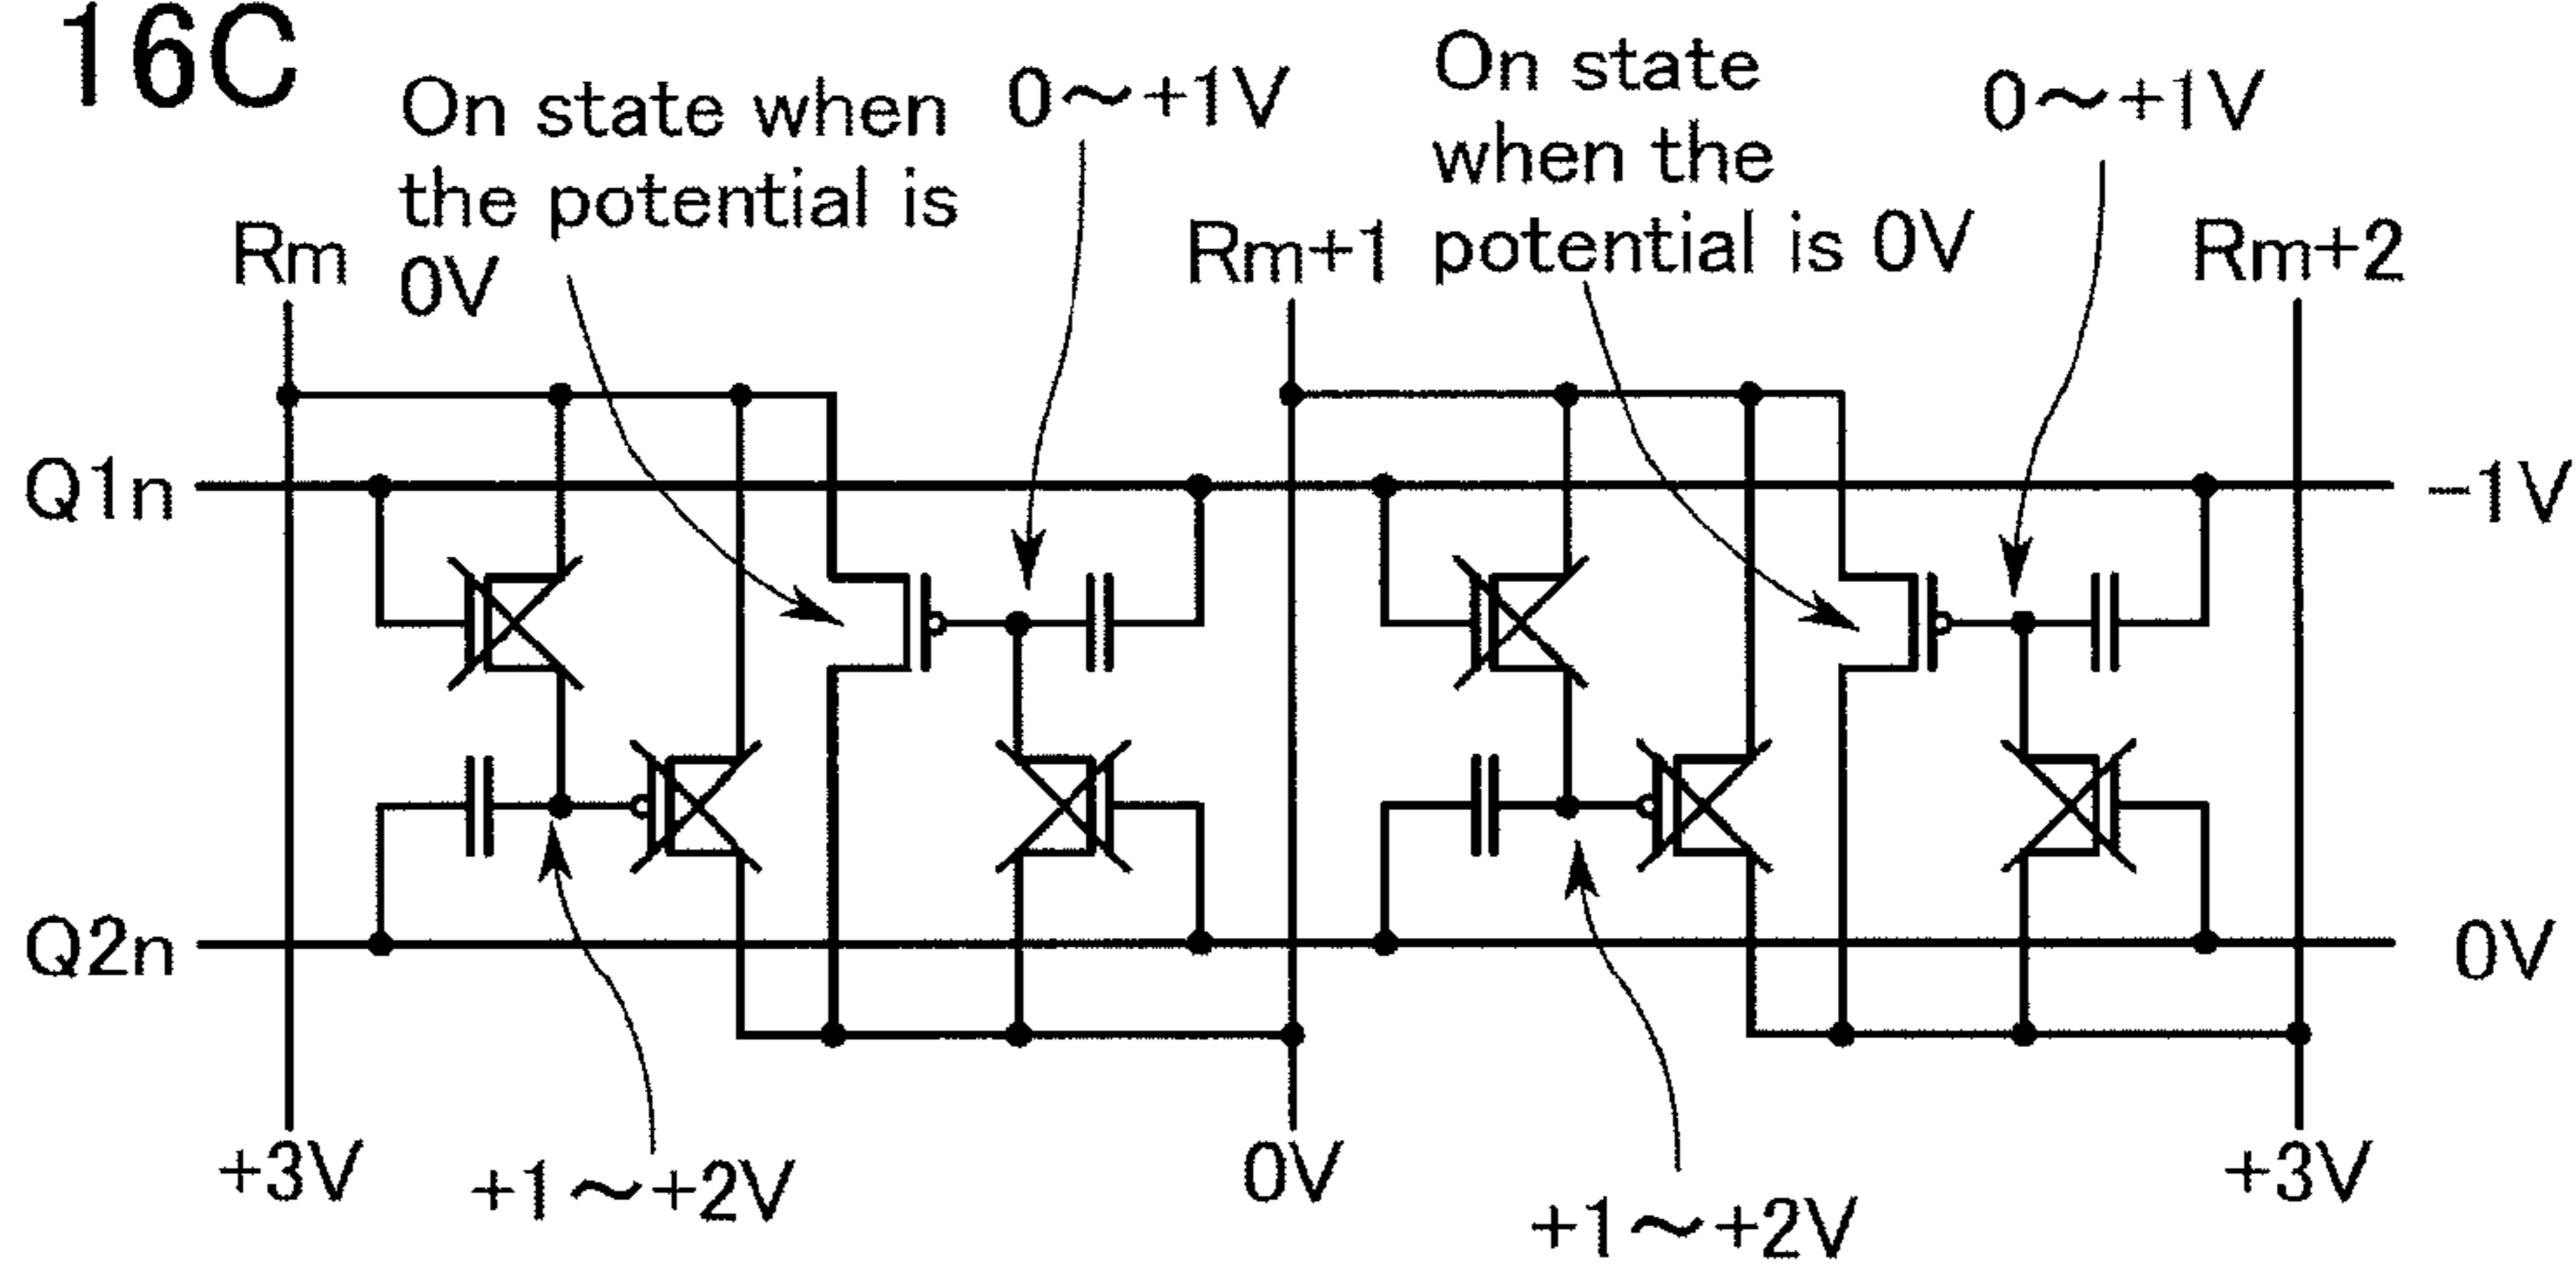 16C
On state when
the potential is
0V
0～+1V
On state
when the
potential is 0V
0～+1V
Rm
Rm+1
Rm+2
Q1n
-1V
Q2n
0V
+3V
+1～+2V
0V
+1～+2V
+3V